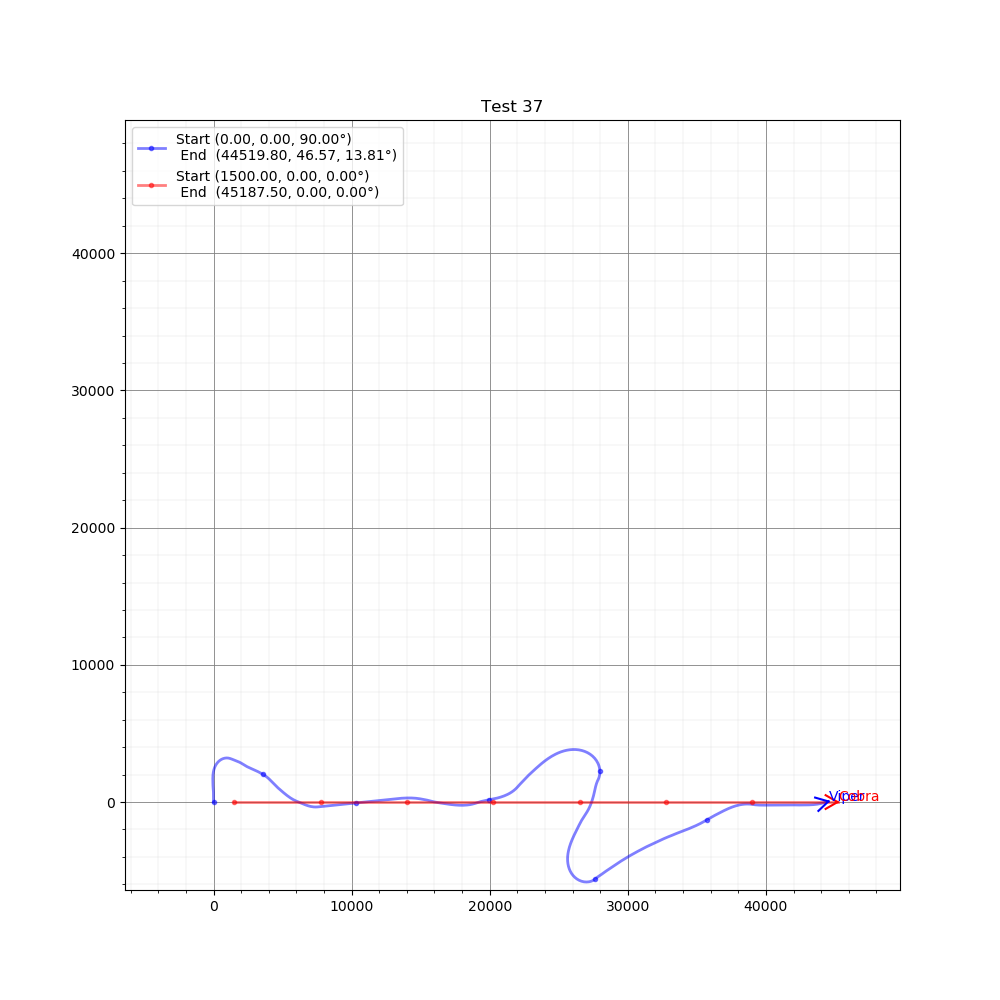 Test 37
Start (0.00, 0.00, 90.00°)
End (44519.80, 46.57, 13.81°)
Start (1500.00, 0.00, 0.00°)
End (45187.50, 0.00, 0.00°)
40000
30000
20000
10000
0
Viper
Cobra
0 10000 20000 30000 40000